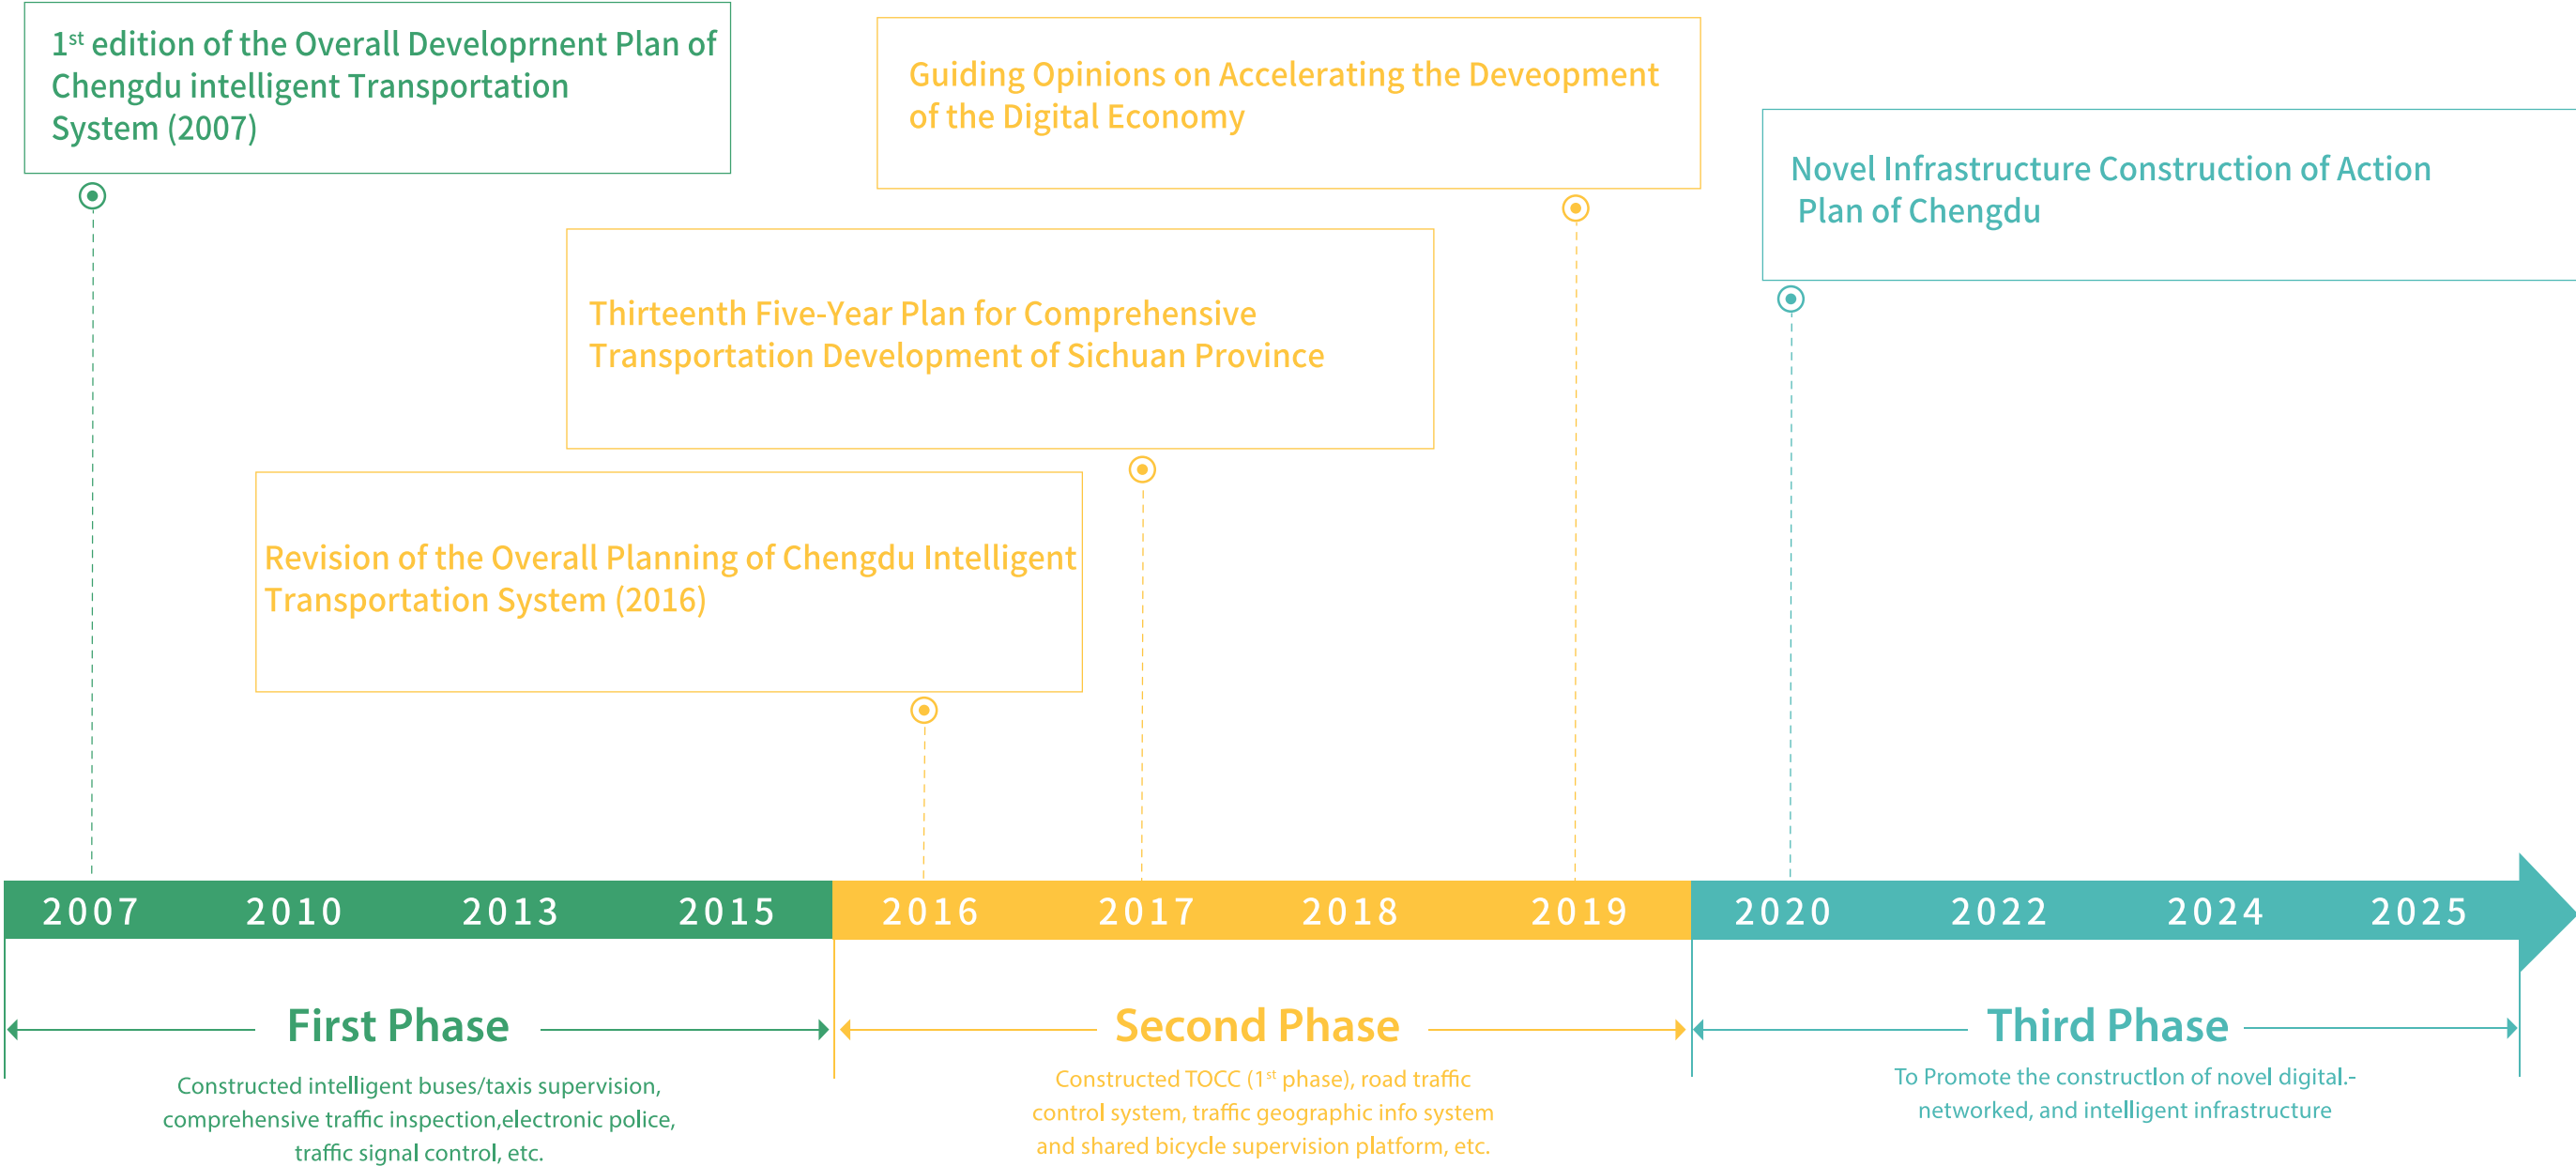 1st edition of the Overall Developrnent Plan of
Chengdu intelligent Transportation
System (2007)
Guiding Opinions on Accelerating the Deveopment
of the Digital Economy
Novel Infrastructure Construction of Action
Plan of Chengdu
Thirteenth Five-Year Plan for Comprehensive
Transportation Development of Sichuan Province
Revision of the Overall Planning of Chengdu Intelligent
Transportation System (2016)
2007 2010 2013 2015 2016 2017 2018 2019 2020 2022 2024 2025
First Phase
Constructed intelligent buses/taxis supervision,
comprehensive traffic inspection,electronic police,
traffic signal control, etc.
Second Phase
Constructed TOCC (1st phase), road traffic
control system, traffic geographic info system
and shared bicycle supervision platform, etc.
Third Phase
To Promote the constructlon of novel digital.-
networked, and intelligent infrastructure